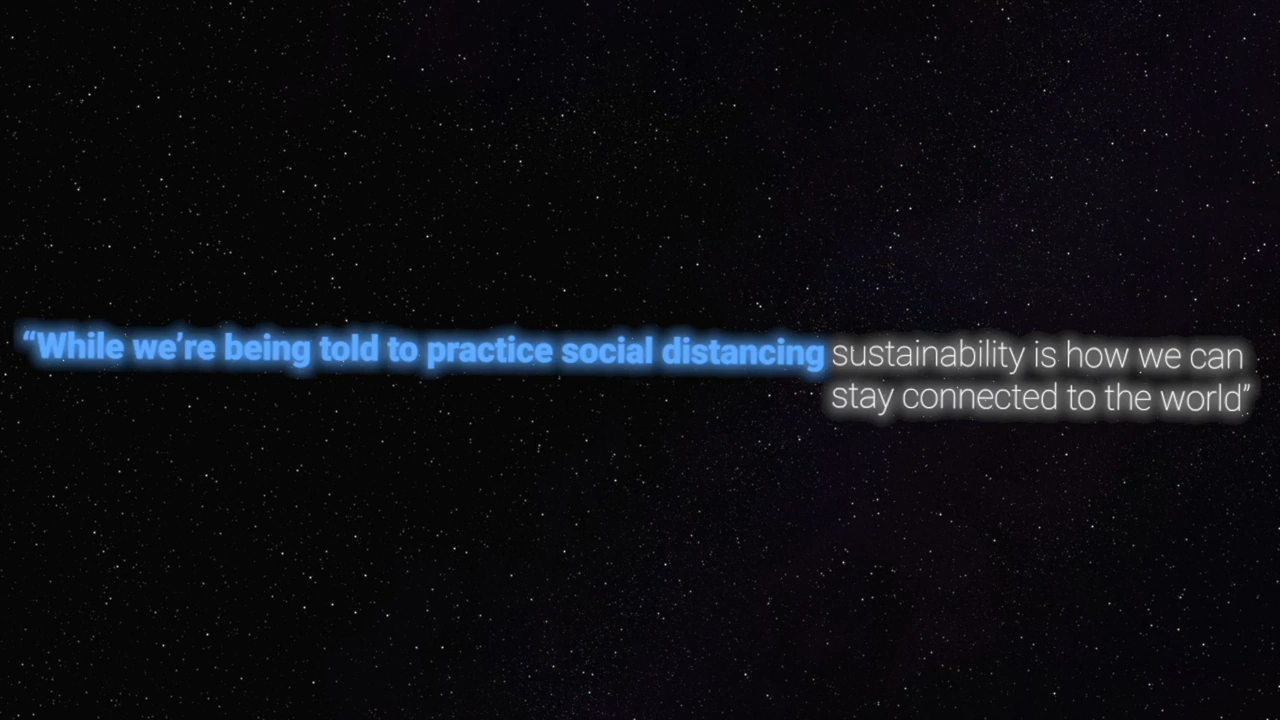 “While we’re being told to practice social distancing sustainability is how we can
stay connected to the world”